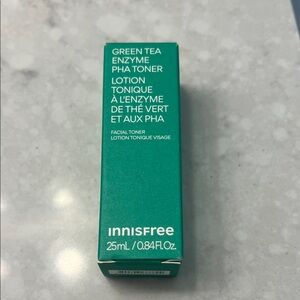 GREEN TEA
ENZYME
PHA TONER
LOTION
TONIQUE
À L'ENZYME
DE THÉ VERT
ET AUX PHA
FACIAL TONER
LOTION TONIQUE VISAGE
innisfree
25mL / 0.84 Fl.Oz.